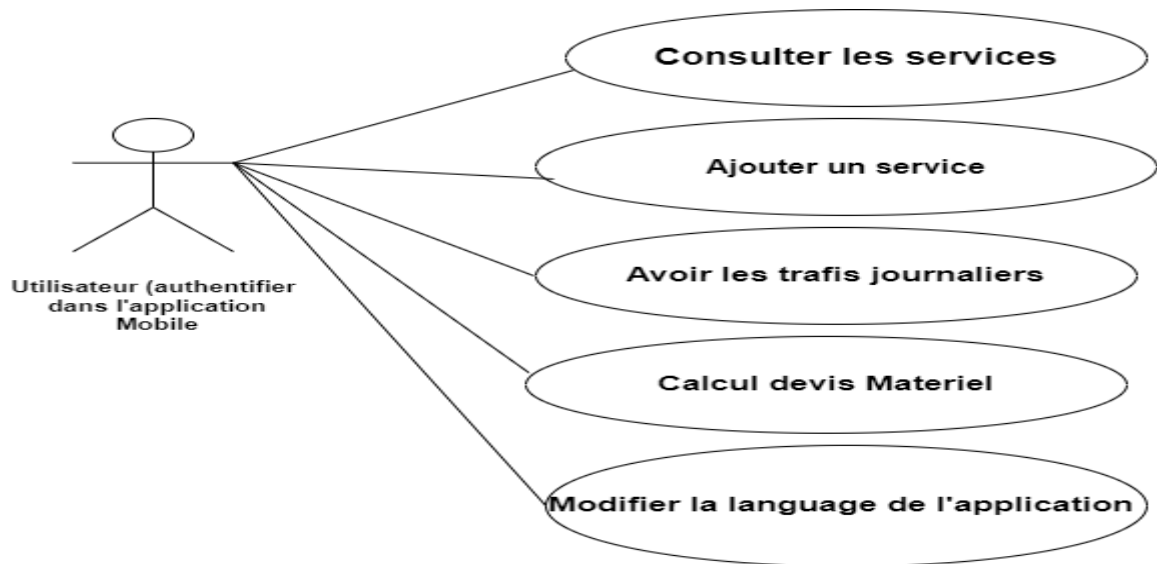 Consulter les services
Ajouter un service
Avoir les trafis journaliers
Utilisateur (authentifier
dans l'application
Mobile
Calcul devis Materiel
Modifier la language de l'application